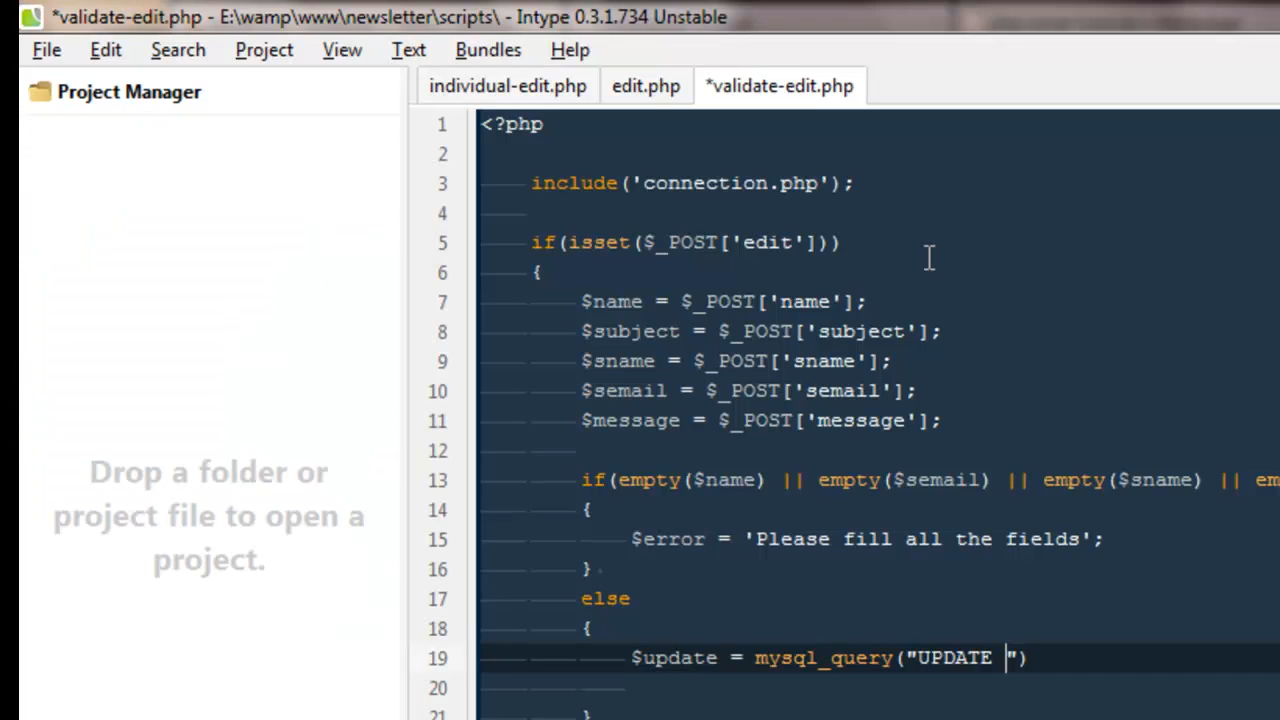 *validate-edit.php - E:\wamp\www\newsletter\scripts\ - Intype 0.3.1.734 Unstable
File Edit Search Project View Text Bundles Help
Project Manager
individual-edit.php edit.php *validate-edit.php
Drop a folder or
project file to open a
project.
1 <?php
2
3 include('connection.php');
4
5 if(isset($_POST['edit']))
6 {
7 $name = $_POST['name'];
8 $subject = $_POST['subject'];
9 $sname = $_POST['sname'];
10 $semail = $_POST['semail'];
11 $message = $_POST['message'];
12
13 if(empty($name) || empty($semail) || empty($sname) || em
14 {
15 $error = 'Please fill all the fields';
16 }
17 else
18 {
19 $update = mysql_query("UPDATE ")
20
21 }